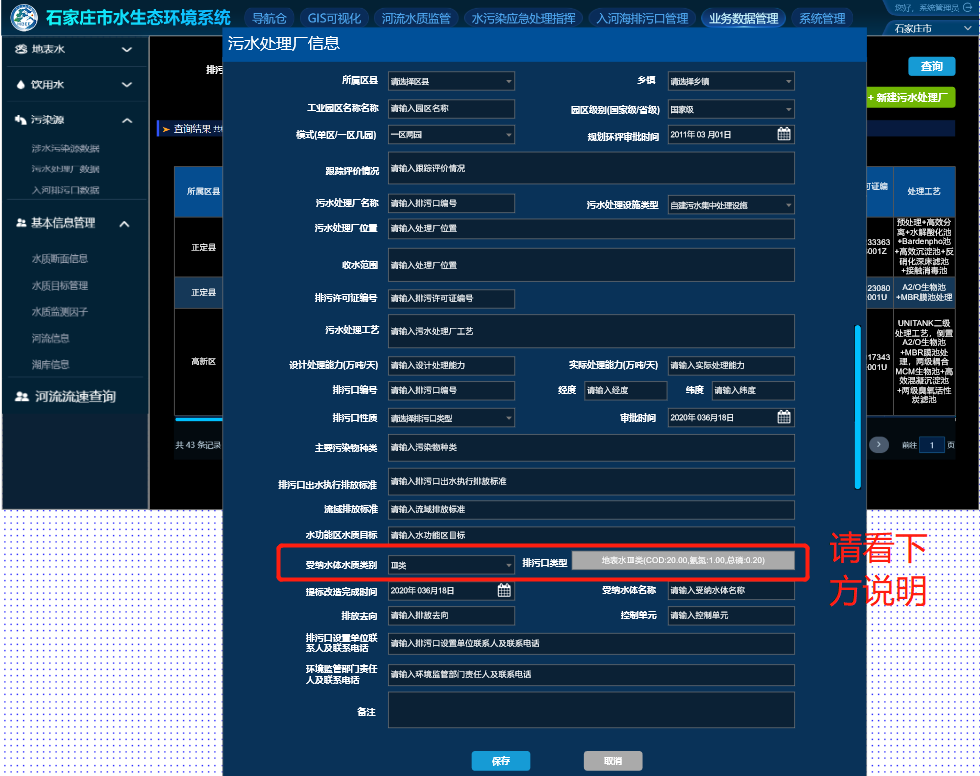 石家庄市水生态环境系统
导航仓 GIS可视化 河流水质监管 水污染应急处理指挥 入河海排污口管理 业务数据管理 系统管理
您好，系统管理员
石家庄市
地表水
饮用水
污染源
涉水污染源数据
污水处理厂数据
入河排污口数据
基本信息管理
水质断面信息
水质目标管理
水质监测因子
河流信息
湖库信息
河流流速查询
排污
查询
+ 新建污水处理厂
查询结果 共
所属区县
正定县
正定县
高新区
共 43 条记录
可证编
处理工艺
33363
001Z
预处理+高效分
离+水解酸化池
+Bardenpho池
+高效沉淀池+反
硝化深床滤池
+接触消毒池
23080
001U
A2/O生物池
+MBR膜池处理
17343
001U
UNITANK二级
处理工艺，倒置
A2/O生物池
+MBR膜池处
理，两级耦合
MCM生物池+高
效混凝沉淀池
+两级臭氧活性
炭滤池
前往 1 页
污水处理厂信息
所属区县 请选择区县 乡镇 请选择乡镇
工业园区名称名称 请输入园区名称 园区级别(国家级/省级) 国家级
模式(单区/一区几园) 一区两园 规划环评审批时间 2011年 03 月01日
跟踪评价情况 请输入跟踪评价情况
污水处理厂名称 请输入排污口编号 污水处理设施类型 自建污水集中处理设施
污水处理厂位置 请输入处理厂位置
收水范围 请输入处理厂位置
排污许可证编号 请输入排污许可证编号
污水处理工艺 请输入污水处理厂工艺
设计处理能力(万吨/天) 请输入设计处理能力 实际处理能力(万吨/天) 请输入实际处理能力
排污口编号 请输入排污口编号 经度 请输入经度 纬度 请输入纬度
排污口性质 请选择排污口类型 审批时间 2020年 036月18日
主要污染物种类 请输入污染物种类
排污口出水执行排放标准 请输入排污口出水执行排放标准
流域排放标准 请输入流域排放标准
水功能区水质目标 请输入水功能区目标
受纳水体水质类别 Ⅲ类 排污口类型 地表水Ⅲ类(COD:20.00,氨氮:1.00,总磷:0.20)
提标改造完成时间 2020年 036月18日 受纳水体名称 请输入受纳水体名称
排放去向 请输入排放去向 控制单元 请输入控制单元
排污口设置单位联
系人及联系电话 请输入排污口设置单位联系人及联系电话
环境监管部门责任
人及联系电话 请输入环境监管部门责任人及联系电话
备注
保存 取消
请看下
方说明